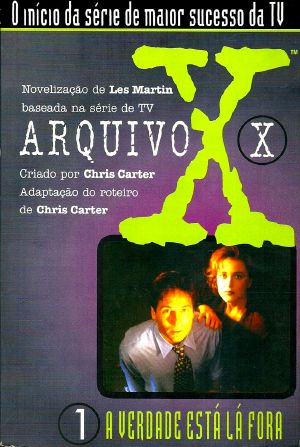 O início da série de maior sucesso da TV
X
TM
Novelização de Les Martin
baseada na série de TV
ARQUIVO X
Criado por Chris Carter
Adaptação do roteiro
de Chris Carter
1 A VERDADE ESTÁ LÁ FORA